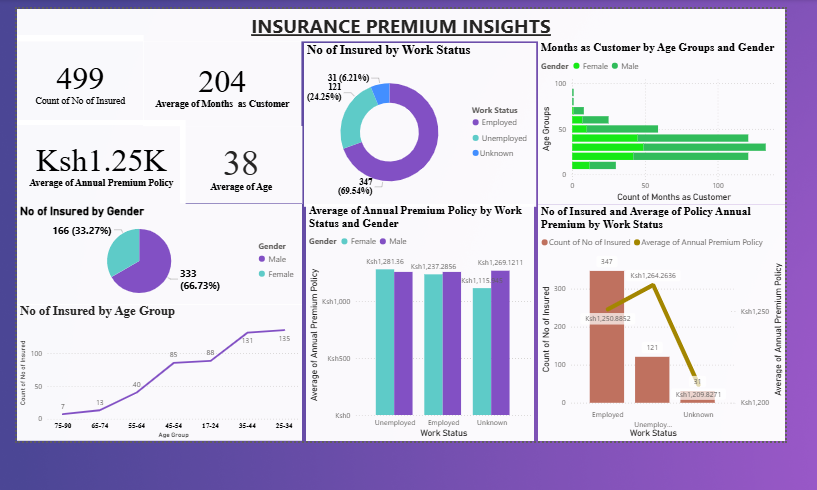 INSURANCE PREMIUM INSIGHTS
499
Count of No of Insured
204
Average of Months as Customer
Ksh1.25K
Average of Annual Premium Policy
38
Average of Age
No of Insured by Work Status
31 (6.21%)
121
(24.25%)
347
(69.54%)
Work Status
Employed
Unemployed
Unknown
Months as Customer by Age Groups and Gender
Gender Female Male
Age Groups
100
50
0
0 50 100
Count of Months as Customer
No of Insured by Gender
166 (33.27%)
333
(66.73%)
Gender
Male
Female
No of Insured by Age Group
Count of No of Insured
100
50
0
7 13 40 85 88 131 135
75-90 65-74 55-64 45-54 17-24 35-44 25-34
Age Group
Average of Annual Premium Policy by Work
Status and Gender
Gender Female Male
Average of Annual Premium Policy
Ksh1,281.36 Ksh1,237.2856 Ksh1,269.1211
Ksh1,000
Ksh500
Ksh0
Unemployed Employed Unknown
Work Status
No of Insured and Average of Policy Annual
Premium by Work Status
Count of No of Insured Average of Annual Premium Policy
Count of No of Insured
Average of Annual Premium Policy
347
Ksh1,264.2636
300
Ksh1,250
Ksh1,250.8852
200
121
100
31
Ksh1,209.8271
0
Ksh1,200
Employed Unemploy... Unknown
Work Status